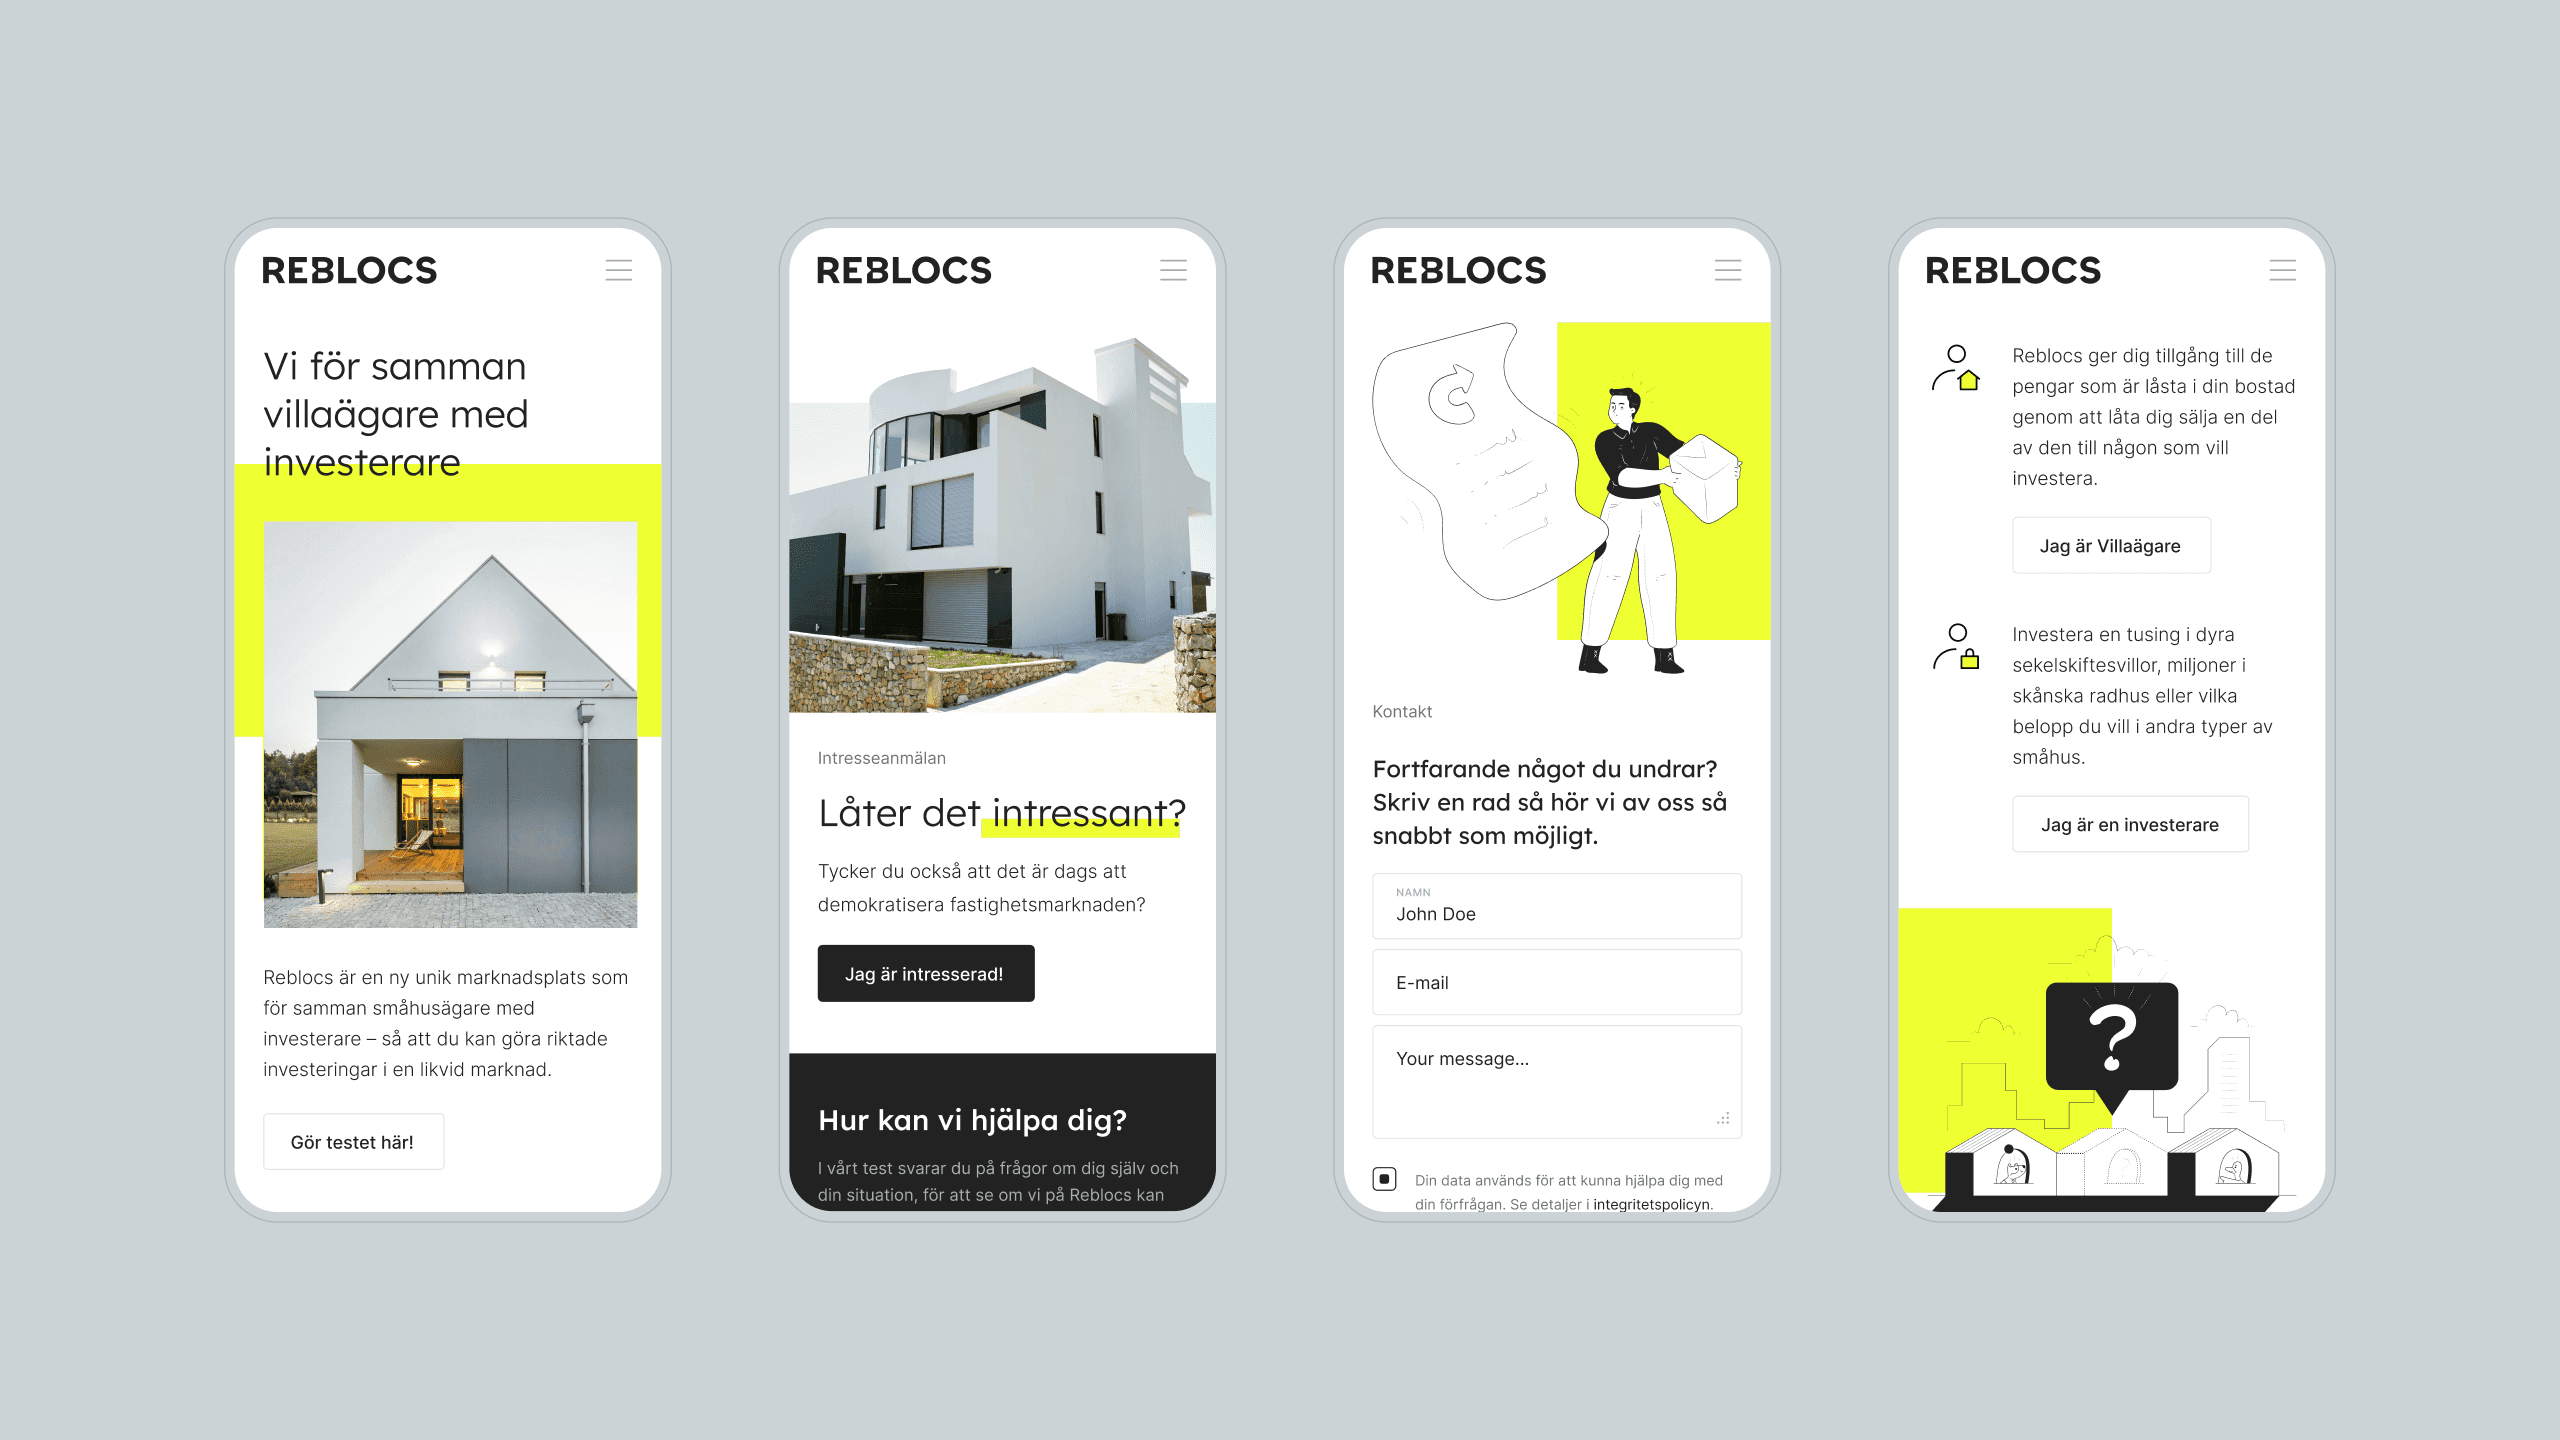 REBLOCS
Vi för samman
villaägare med
investerare
Reblocs är en ny unik marknadsplats som
för samman småhusägare med
investerare – så att du kan göra riktade
investeringar i en likvid marknad.
Gör testet här!
REBLOCS
Intresseanmälan
Låter det intressant?
Tycker du också att det är dags att
demokratisera fastighetsmarknaden?
Jag är intresserad!
Hur kan vi hjälpa dig?
I vårt test svarar du på frågor om dig själv och
din situation, för att se om vi på Reblocs kan
REBLOCS
Kontakt
Fortfarande något du undrar?
Skriv en rad så hör vi av oss så
snabbt som möjligt.
NAMN
John Doe
E-mail
Your message...
Din data används för att kunna hjälpa dig med
din förfrågan. Se detaljer i integritetspolicyn.
REBLOCS
Reblocs ger dig tillgång till de
pengar som är låsta i din bostad
genom att låta dig sälja en del
av den till någon som vill
investera.
Jag är Villaägare
Investera en tusing i dyra
sekelskiftesvillor, miljoner i
skånska radhus eller vilka
belopp du vill i andra typer av
småhus.
Jag är en investerare
?